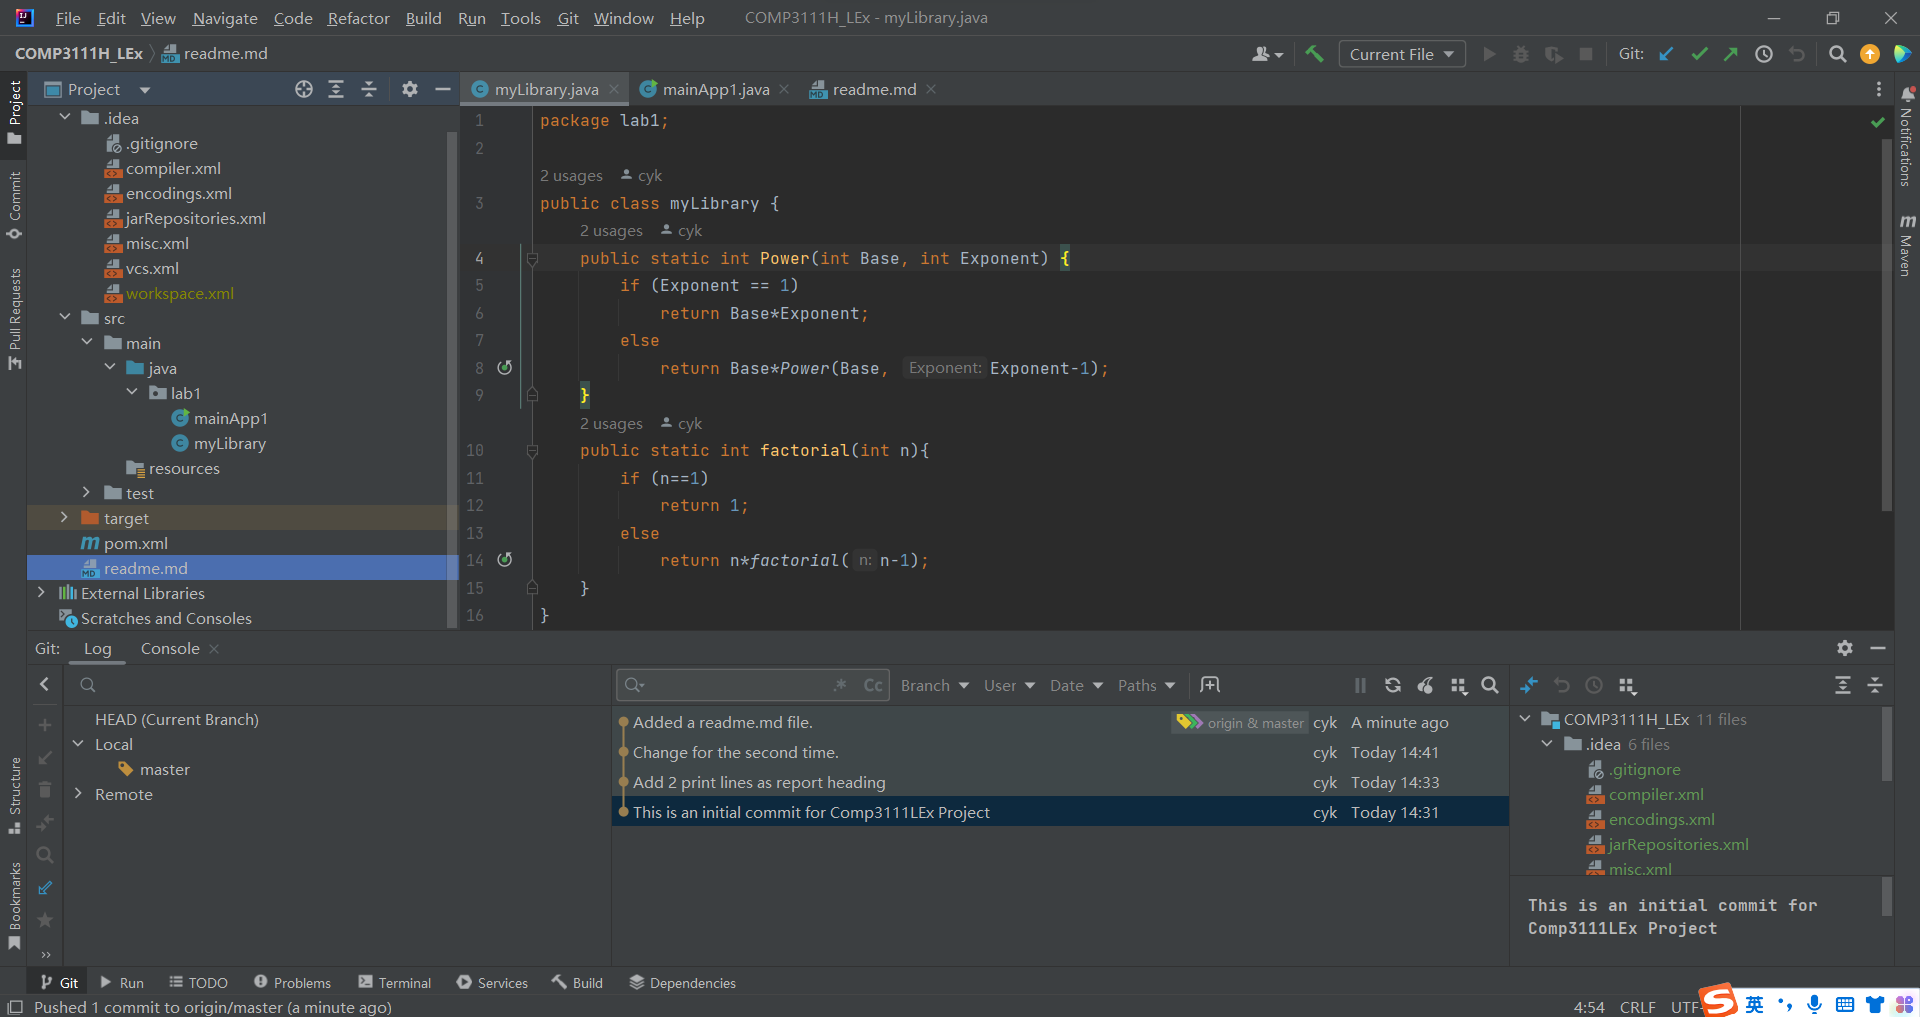 File Edit View Navigate Code Refactor Build Run Tools Git Window Help COMP3111H_LEx - myLibrary.java
COMP3111H_LEx readme.md Current File Git:
Project
myLibrary.java mainApp1.java readme.md
Project
Commit
Pull Requests
Structure
Bookmarks
Notifications
Maven
.idea
.gitignore
compiler.xml
encodings.xml
jarRepositories.xml
misc.xml
vcs.xml
workspace.xml
src
main
java
lab1
mainApp1
myLibrary
resources
test
target
pom.xml
readme.md
External Libraries
Scratches and Consoles
1 package lab1;
2
2 usages cyk
3 public class myLibrary {
2 usages cyk
4 public static int Power(int Base, int Exponent) {
5 if (Exponent == 1)
6 return Base*Exponent;
7 else
8 return Base*Power(Base, Exponent: Exponent-1);
9 }
2 usages cyk
10 public static int factorial(int n){
11 if (n==1)
12 return 1;
13 else
14 return n*factorial( n: n-1);
15 }
16 }
Git: Log Console
Cc Branch User Date Paths
HEAD (Current Branch)
Local
master
Remote
Added a readme.md file. origin & master cyk A minute ago
Change for the second time. cyk Today 14:41
Add 2 print lines as report heading cyk Today 14:33
This is an initial commit for Comp3111LEx Project cyk Today 14:31
COMP3111H_LEx 11 files
.idea 6 files
.gitignore
compiler.xml
encodings.xml
jarRepositories.xml
misc.xml
This is an initial commit for
Comp3111LEx Project
Git Run TODO Problems Terminal Services Build Dependencies
Pushed 1 commit to origin/master (a minute ago) 4:54 CRLF UTF- 英